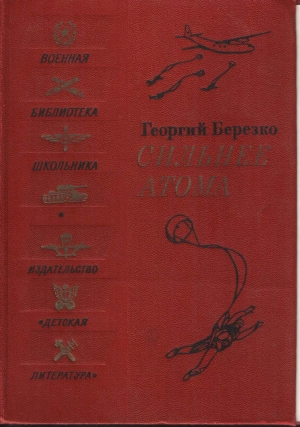 ВОЕННАЯ
БИБЛИОТЕКА
ШКОЛЬНИКА
ИЗДАТЕЛЬСТВО
«ДЕТСКАЯ
ЛИТЕРАТУРА»
Георгий Березко
СИЛЬНЕЕ
АТОМА